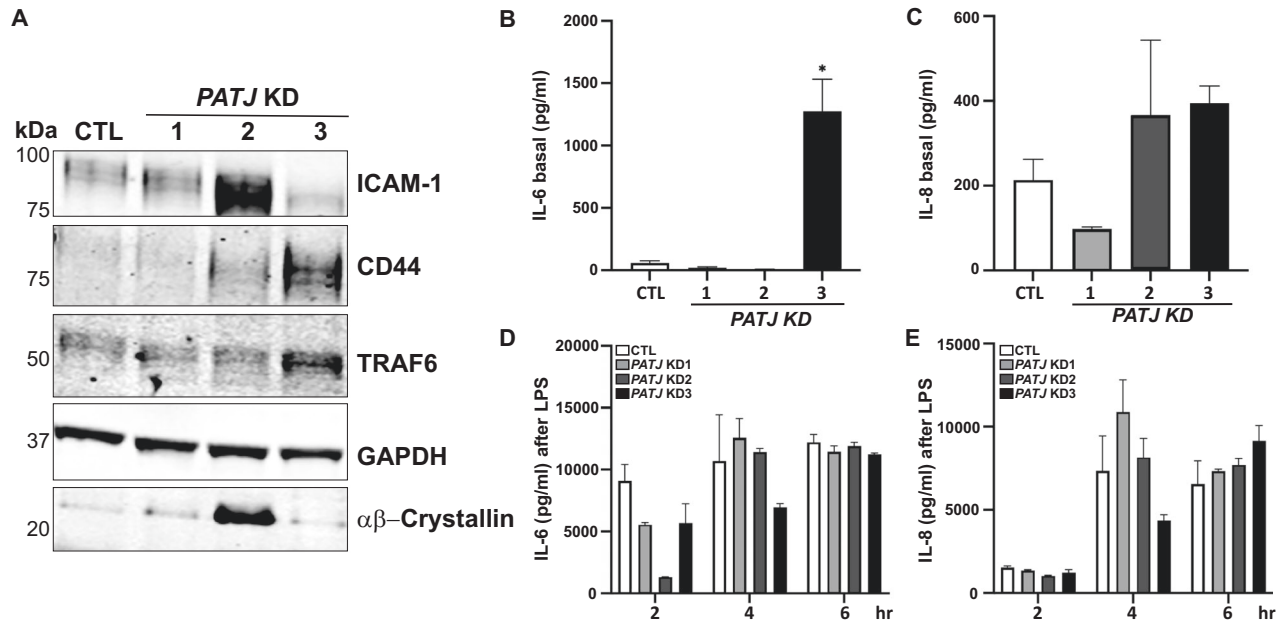 A
PATJ KD
kDa CTL 1 2 3
100
ICAM-1
75
CD44
75
TRAF6
50
37
GAPDH
αβ–Crystallin
20
B
IL-6 basal (pg/ml)
2000
1500
1000
500
0
*
CTL 1 2 3
PATJ KD
C
IL-8 basal (pg/ml)
600
400
200
0
CTL 1 2 3
PATJ KD
D
IL-6 (pg/ml) after LPS
20000
15000
10000
5000
0
CTL
PATJ KD1
PATJ KD2
PATJ KD3
2 4 6 hr
E
IL-8 (pg/ml) after LPS
15000
10000
5000
0
CTL
PATJ KD1
PATJ KD2
PATJ KD3
2 4 6 hr